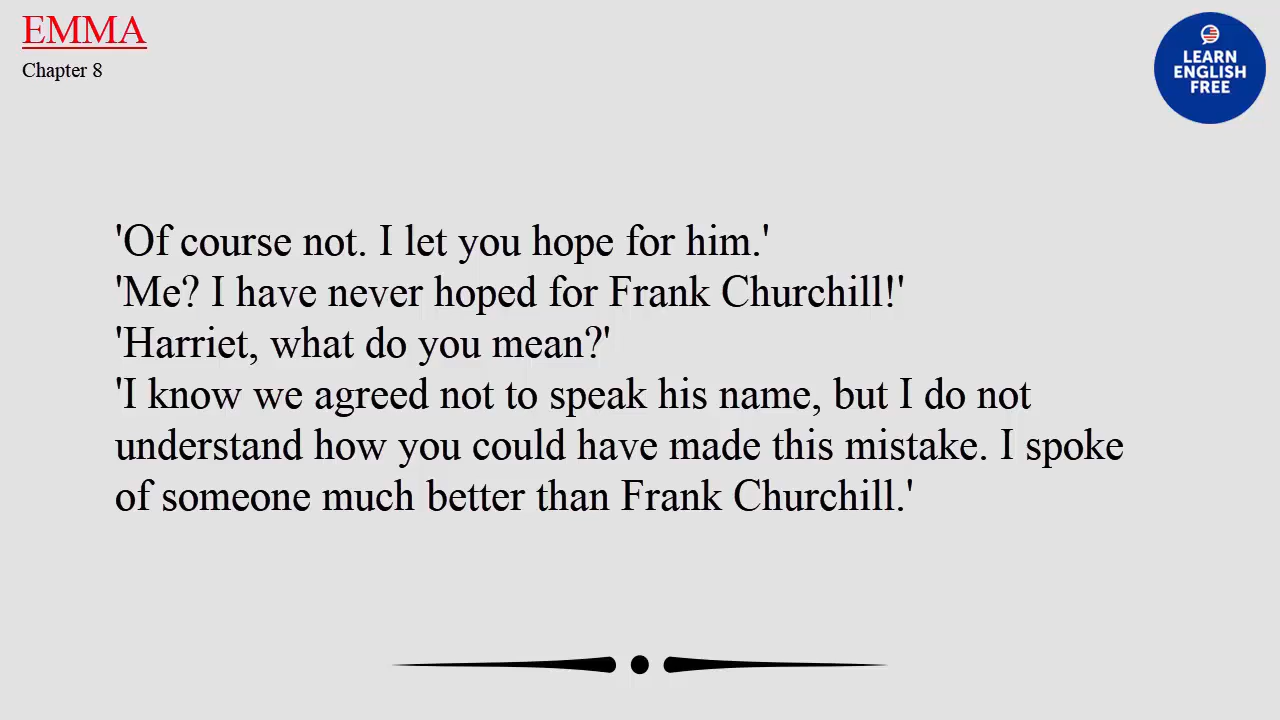 EMMA
Chapter 8
LEARN
ENGLISH
FREE
'Of course not. I let you hope for him.'
'Me? I have never hoped for Frank Churchill!'
'Harriet, what do you mean?'
'I know we agreed not to speak his name, but I do not
understand how you could have made this mistake. I spoke
of someone much better than Frank Churchill.'